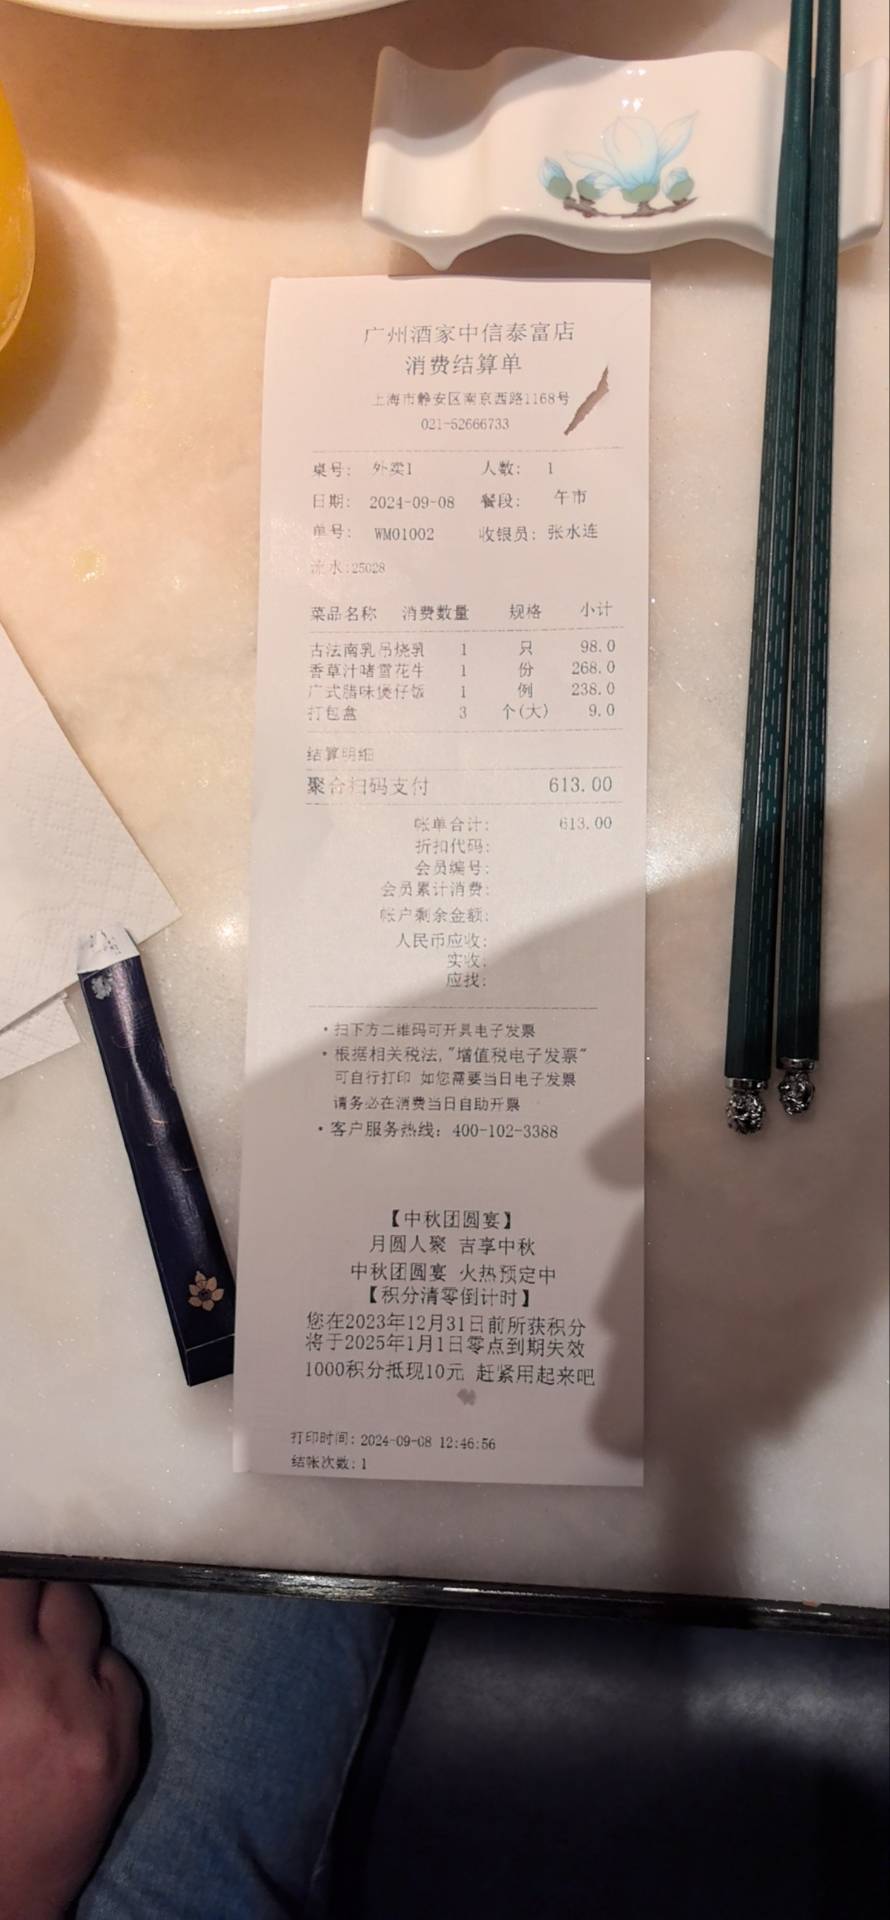 广州酒家中信泰富店
消费结算单
上海市静安区南京西路1168号
021-52666733
桌号: 外卖1 人数: 1
日期: 2024-09-08 餐段: 午市
单号: WM01002 收银员: 张水连
流水:25028
菜品名称 消费数量 规格 小计
古法南乳吊烧乳 1 只 98.0
香草汁啫雪花牛 1 份 268.0
广式腊味煲仔饭 1 例 238.0
打包盒 3 个(大) 9.0
结算明细
聚合扫码支付 613.00
帐单合计: 613.00
折扣代码:
会员编号:
会员累计消费:
帐户剩余金额:
人民币应收:
实收:
应找:
·扫下方二维码可开具电子发票
·根据相关税法,"增值税电子发票"
可自行打印 如您需要当日电子发票
请务必在消费当日自助开票
·客户服务热线: 400-102-3388
【中秋团圆宴】
月圆人聚 吉享中秋
中秋团圆宴 火热预定中
【积分清零倒计时】
您在2023年12月31日前所获积分
将于2025年1月1日零点到期失效
1000积分抵现10元 赶紧用起来吧
打印时间: 2024-09-08 12:46:56
结帐次数: 1